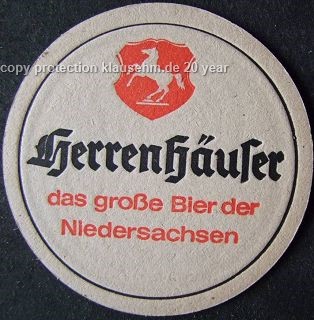 copy protection klausehm.de 20 year
Herrenhäuser
das große Bier der
Niedersachsen